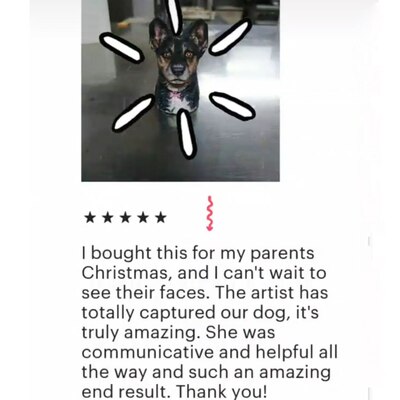 I bought this for my parents
Christmas, and I can't wait to
see their faces. The artist has
totally captured our dog, it's
truly amazing. She was
communicative and helpful all
the way and such an amazing
end result. Thank you!